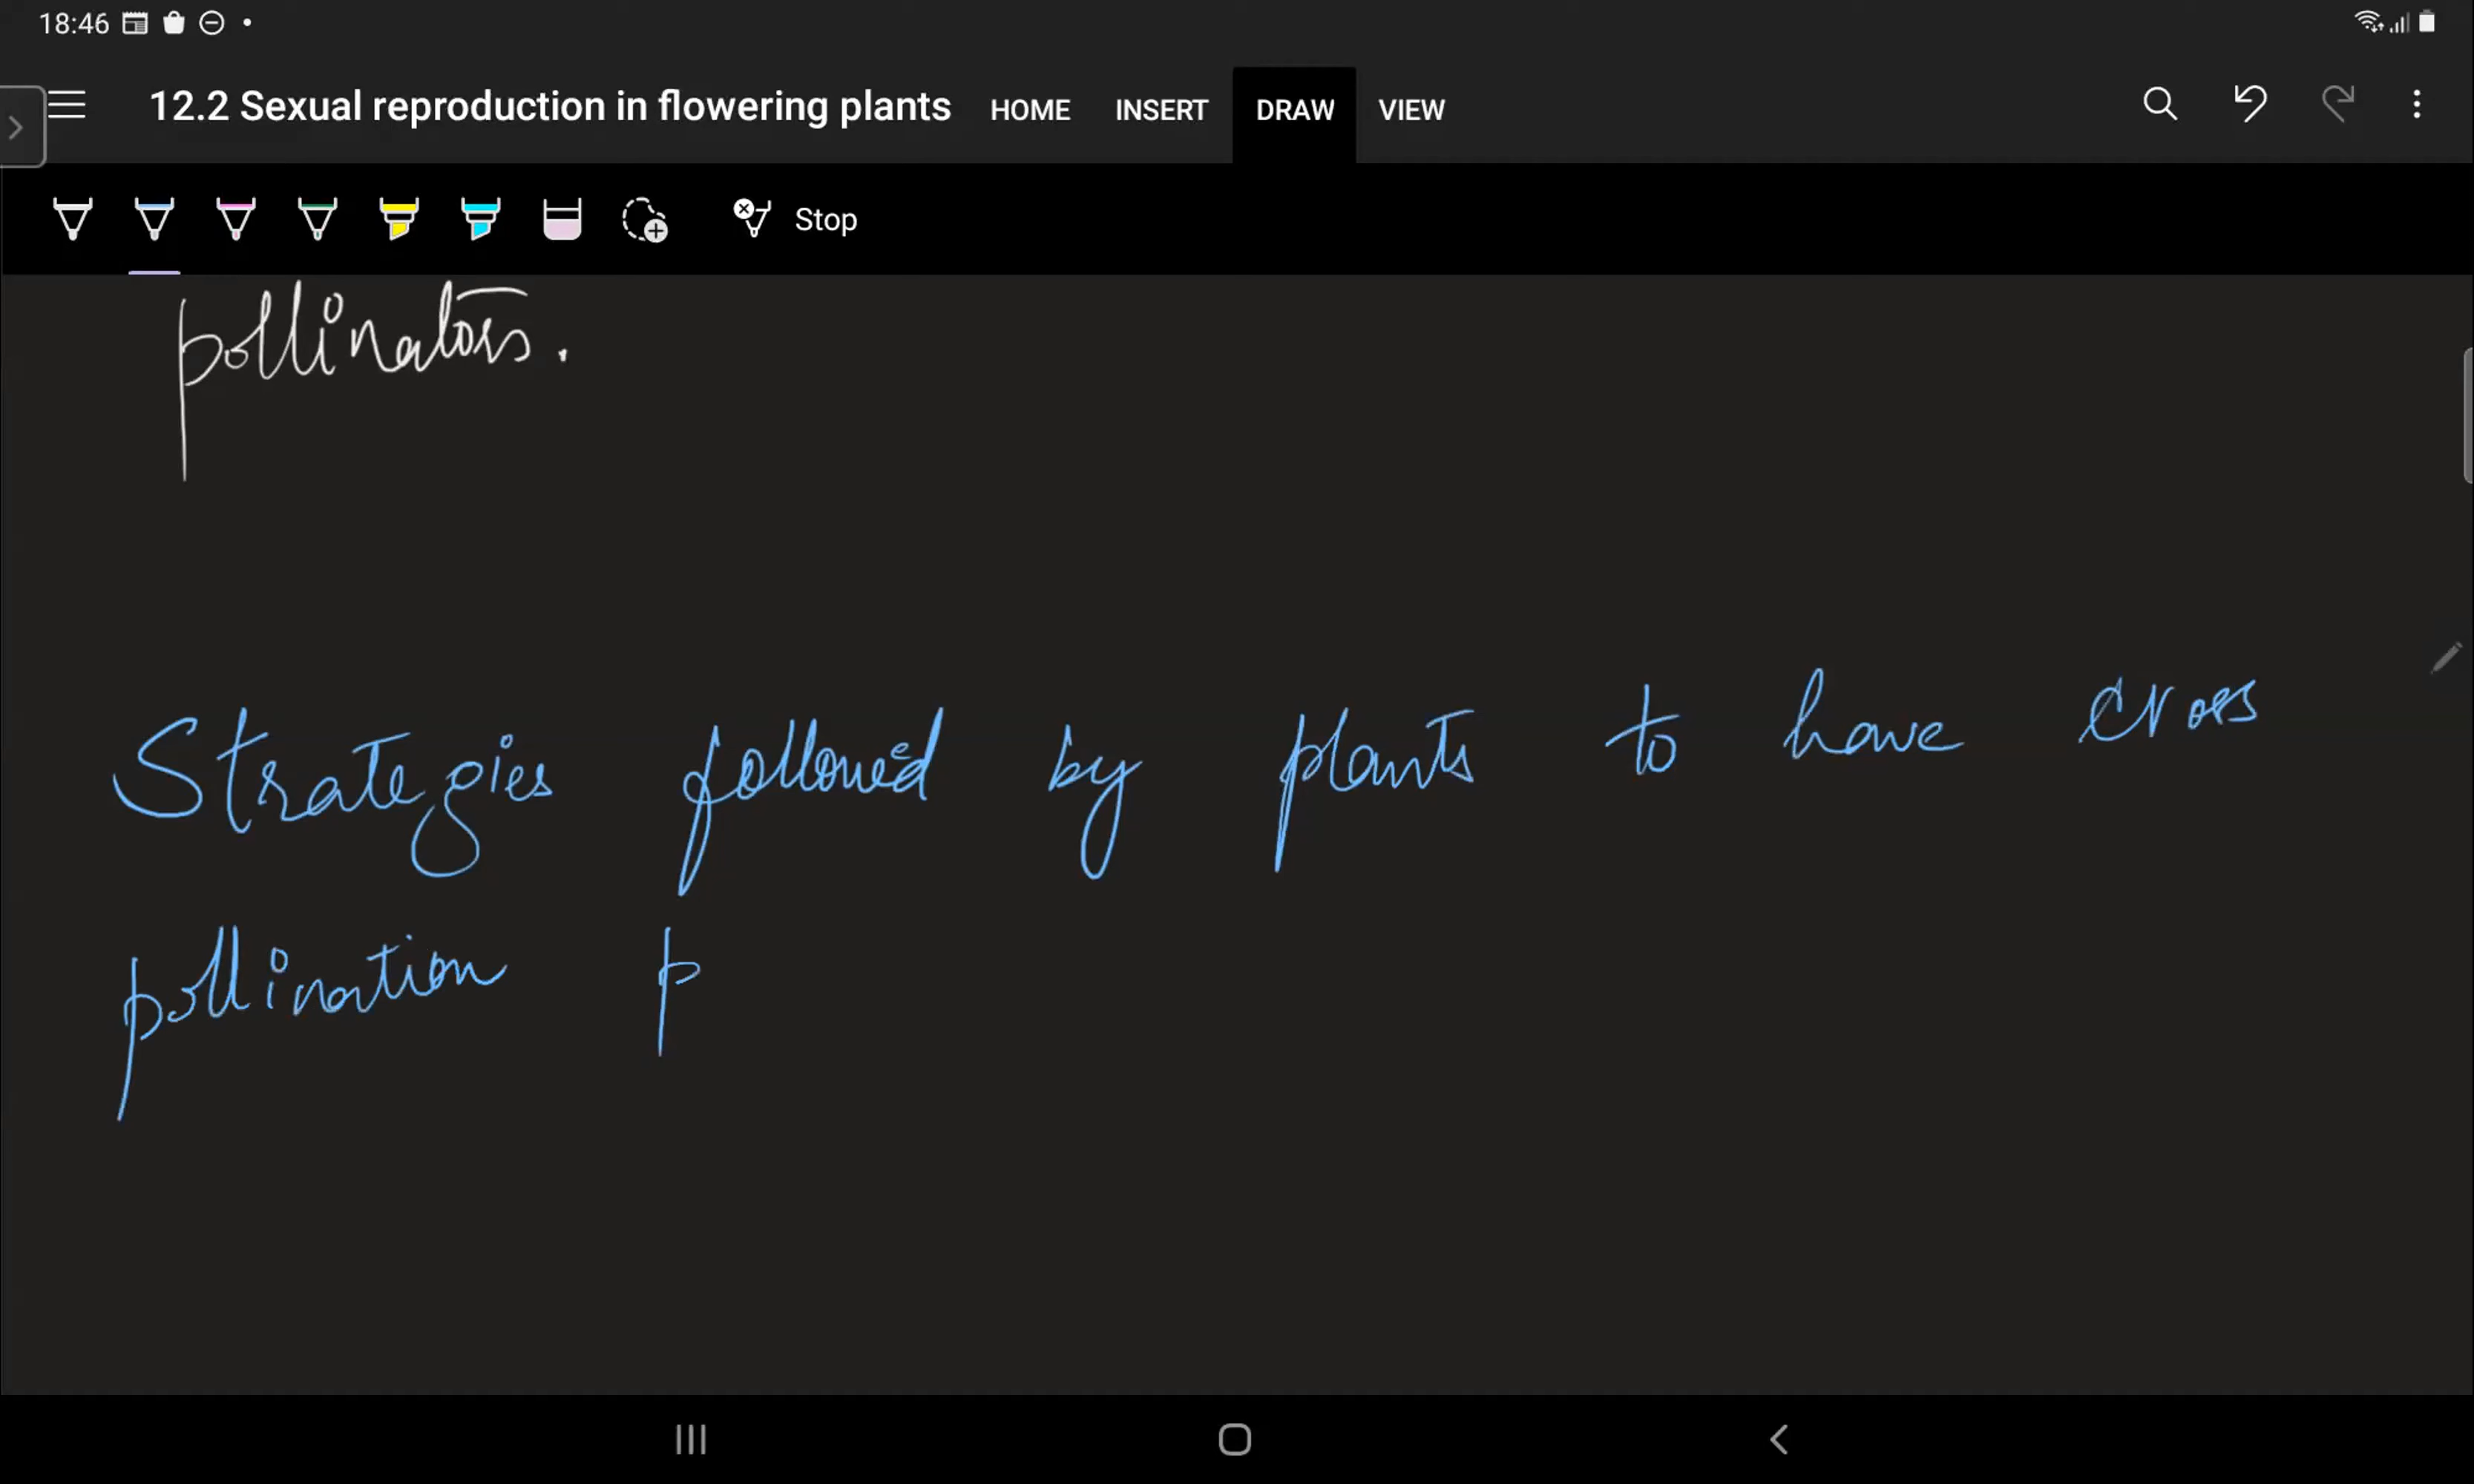 18:46
12.2 Sexual reproduction in flowering plants HOME INSERT DRAW VIEW
Stop
pollinators.
Strategies followed by plants to have cross
pollination p